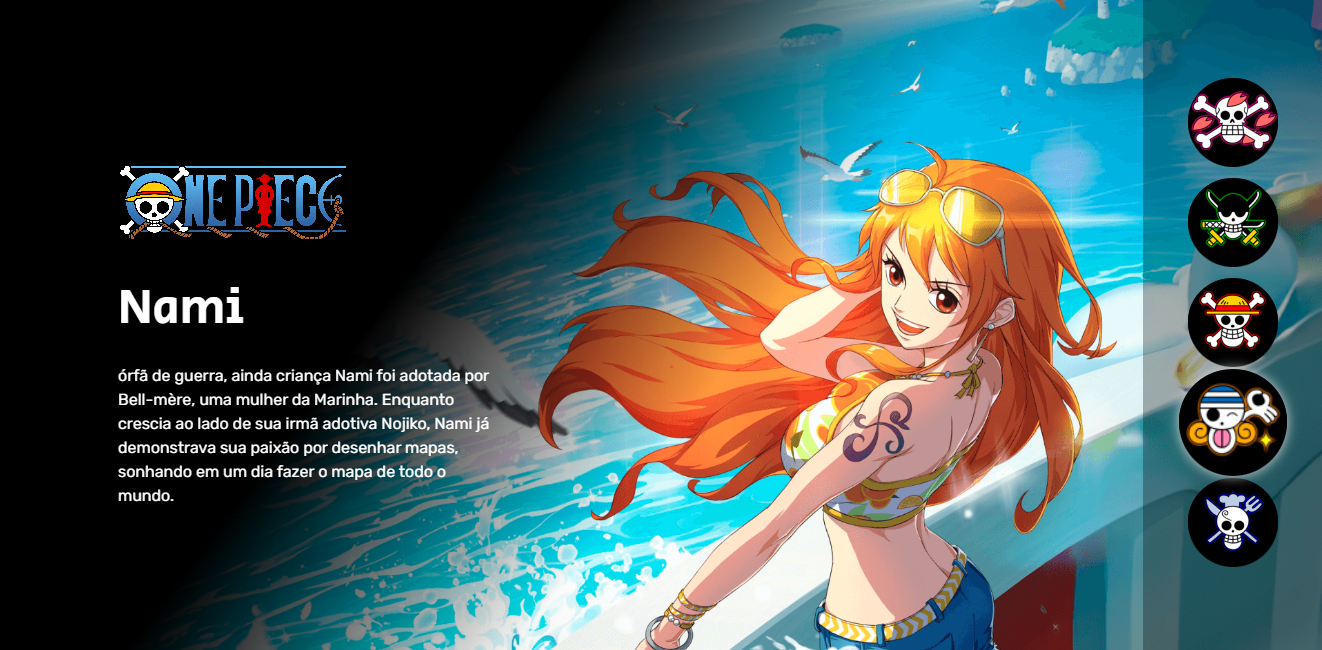 ONE PIECE
Nami
órfã de guerra, ainda criança Nami foi adotada por
Bell-mère, uma mulher da Marinha. Enquanto
crescia ao lado de sua irmã adotiva Nojiko, Nami já
demonstrava sua paixão por desenhar mapas,
sonhando em um dia fazer o mapa de todo o
mundo.